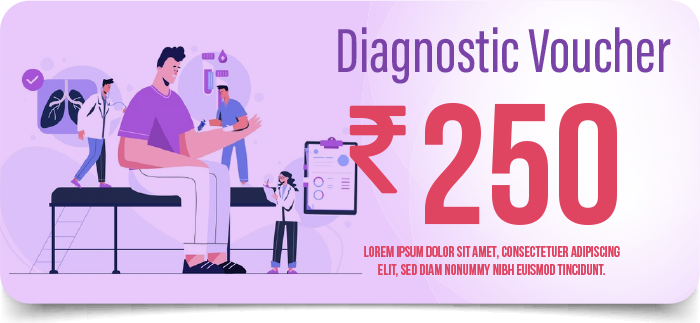 Diagnostic Voucher
₹ 250
LOREM IPSUM DOLOR SIT AMET, CONSECTETUER ADIPISCING
ELIT, SED DIAM NONUMMY NIBH EUISMOD TINCIDUNT.